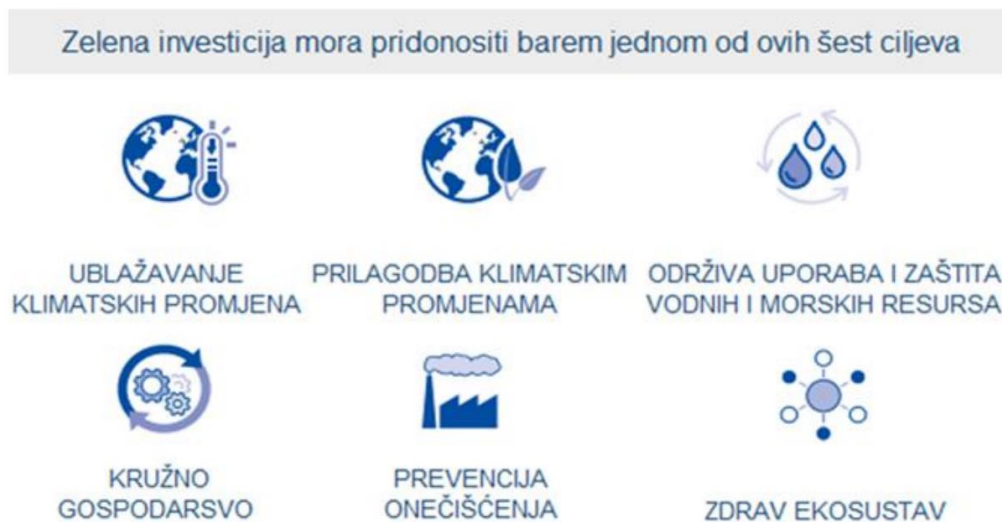 Zelena investicija mora pridonositi barem jednom od ovih šest ciljeva
UBLAŽAVANJE
KLIMATSKIH PROMJENA
PRILAGODBA KLIMATSKIM
PROMJENAMA
ODRŽIVA UPORABA I ZAŠTITA
VODNIH I MORSKIH RESURSA
KRUŽNO
GOSPODARSVO
PREVENCIJA
ONEČIŠĆENJA
ZDRAV EKOSUSTAV